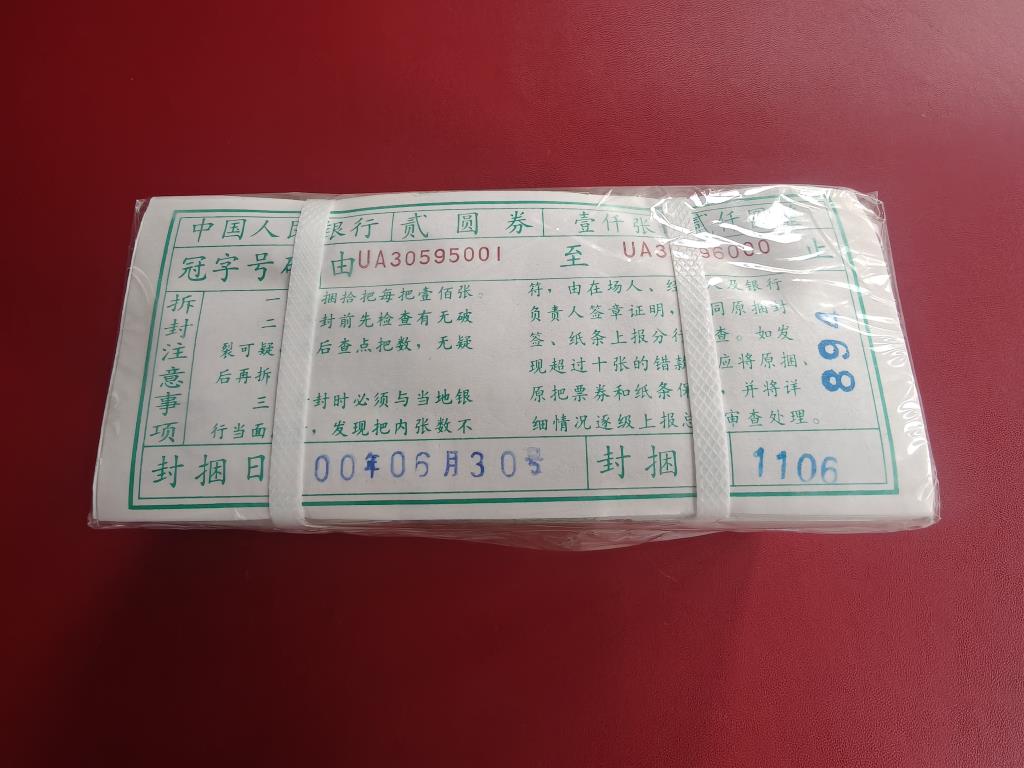 中国人民银行 贰圆券 壹仟张 贰仟圆
冠字号码 由UA30595001 至 UA30596000 止
拆封注意事项
一 捆拾把每把壹佰张。
二 封前先检查有无破
裂可疑 后查点把数，无疑
后再拆
三 封时必须与当地银
行当面 ，发现把内张数不
符，由在场人、经 人及银行
负责人签章证明， 同原捆封
签、纸条上报分行 查。如发
现超过十张的错款 应将原捆、
原把票券和纸条保 ，并将详
细情况逐级上报总 审查处理。
894
封捆日 00年06月30 封捆 1106